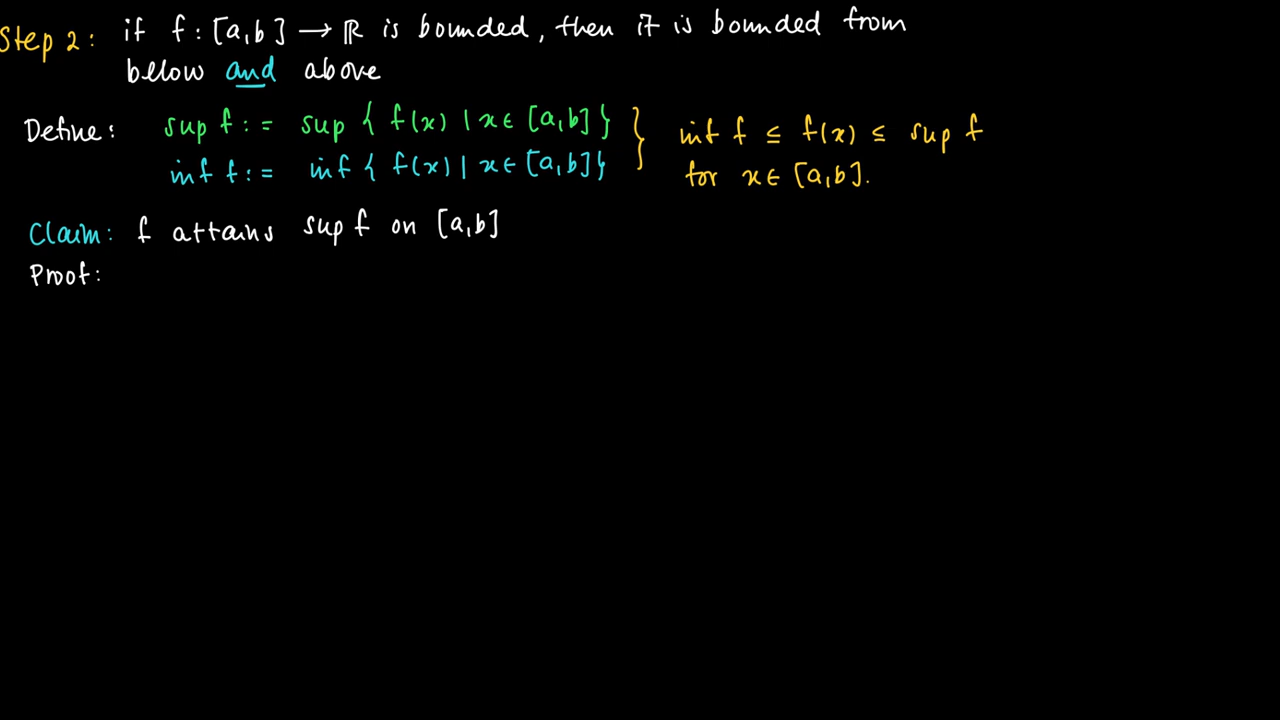 Step 2: if f : [a,b] → ℝ is bounded, then it is bounded from
below and above
Define: sup f := sup { f(x) | x ∈ [a,b] } } inf f ≤ f(x) ≤ sup f
inf f := inf { f(x) | x ∈ [a,b] } for x ∈ [a,b].
Claim: f attains sup f on [a,b]
Proof: